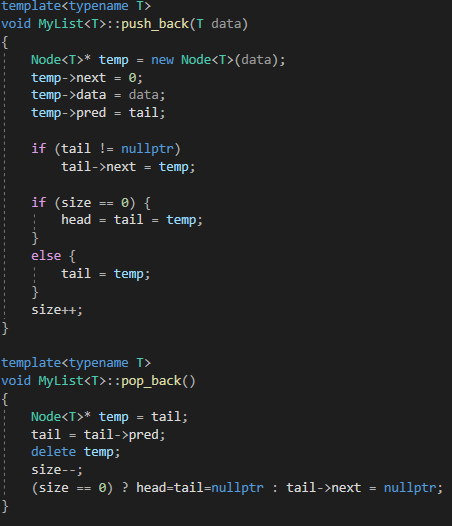 template<typename T>
void MyList<T>::push_back(T data)
{
    Node<T>* temp = new Node<T>(data);
    temp->next = 0;
    temp->data = data;
    temp->pred = tail;

    if (tail != nullptr)
        tail->next = temp;

    if (size == 0) {
        head = tail = temp;
    }
    else {
        tail = temp;
    }
    size++;
}

template<typename T>
void MyList<T>::pop_back()
{
    Node<T>* temp = tail;
    tail = tail->pred;
    delete temp;
    size--;
    (size == 0) ? head=tail=nullptr : tail->next = nullptr;
}